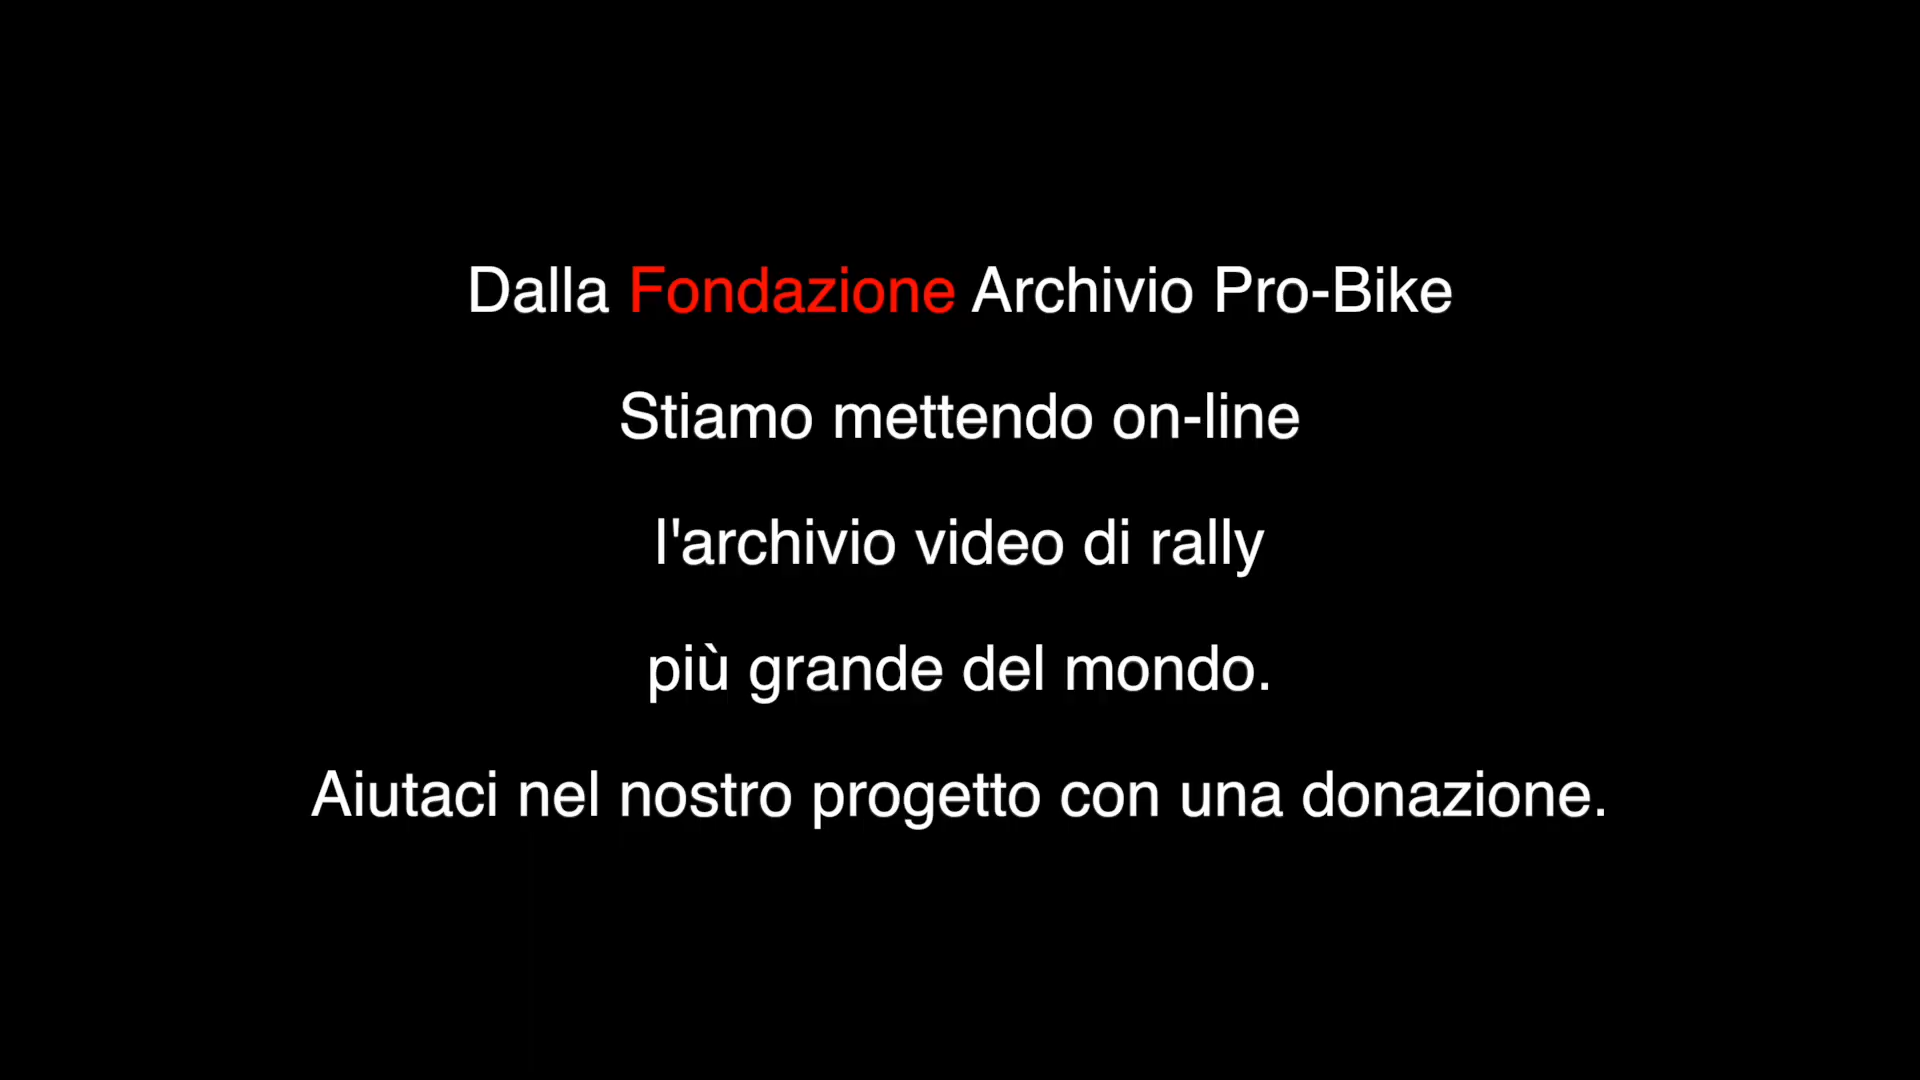 Dalla Fondazione Archivio Pro-Bike
Stiamo mettendo on-line
l'archivio video di rally
più grande del mondo.
Aiutaci nel nostro progetto con una donazione.